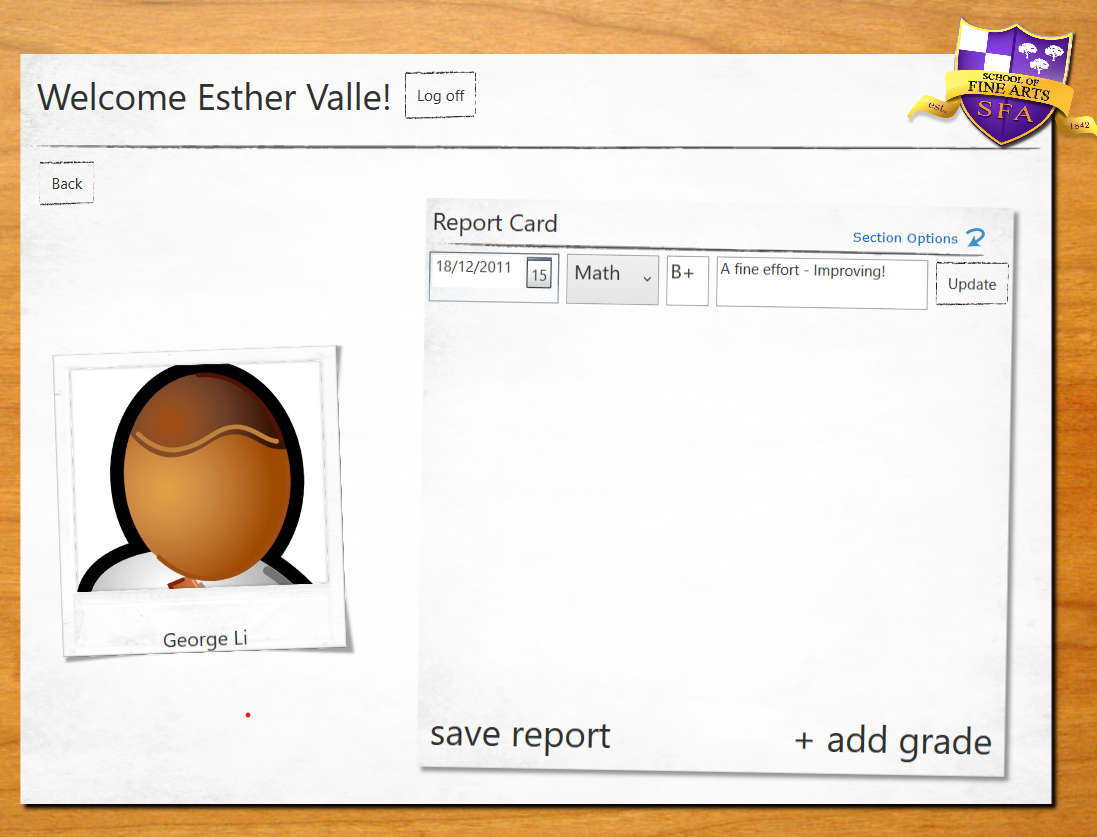 Welcome Esther Valle!
Log off
SCHOOL OF
FINE ARTS
SFA
est.
1842
Back
Report Card
Section Options
18/12/2011
15
Math
B+
A fine effort - Improving!
Update
George Li
save report
+ add grade